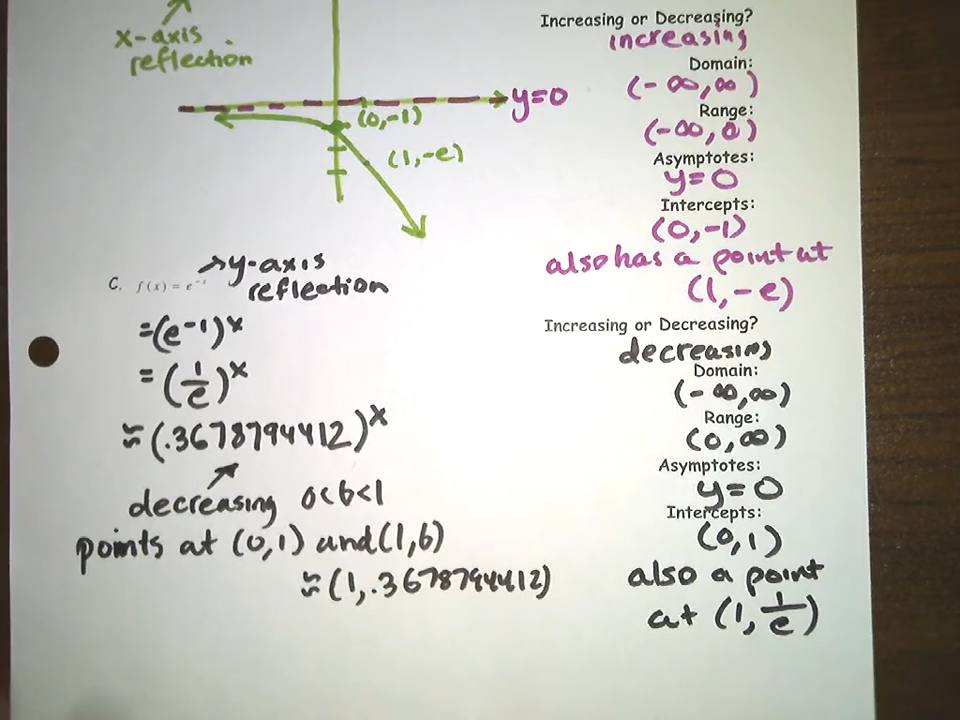 x-axis
reflection
y=0
(0,-1)
(1,-e)
Increasing or Decreasing?
increasing
Domain:
(-∞,∞)
Range:
(-∞,0)
Asymptotes:
y=0
Intercepts:
(0,-1)
also has a point at
(1,-e)
C. f(x) = e⁻ˣ
y-axis
reflection
=(e⁻¹)ˣ
=(1/e)ˣ
≈(.3678794412)ˣ
decreasing 0<b<1
points at (0,1) and (1,b)
≈(1,.3678794412)
Increasing or Decreasing?
decreasing
Domain:
(-∞,∞)
Range:
(0,∞)
Asymptotes:
y=0
Intercepts:
(0,1)
also a point
at (1,1/e)